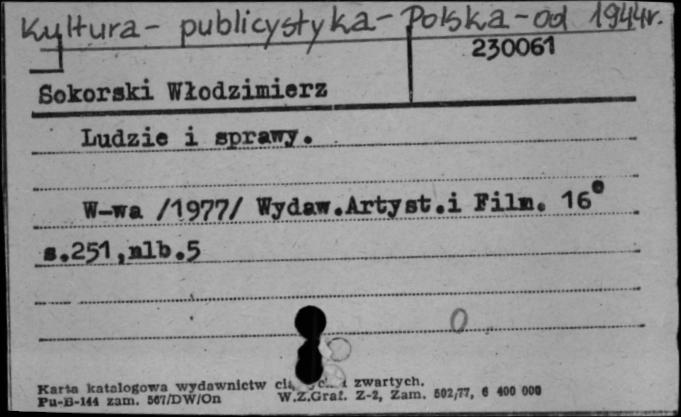 Kultura - publicystyka - Polska - od 1944r.
230061
Sokorski Włodzimierz
Ludzie i sprawy.
W-wa /1977/ Wydaw.Artyst.i Film. 16°
s.251,nlb.5
0
Karta katalogowa wydawnictw zwartych.
Pu-B-144 zam. 567/DW/On W.Z.Graf. Z-2, Zam. 502/77, 6 400 000